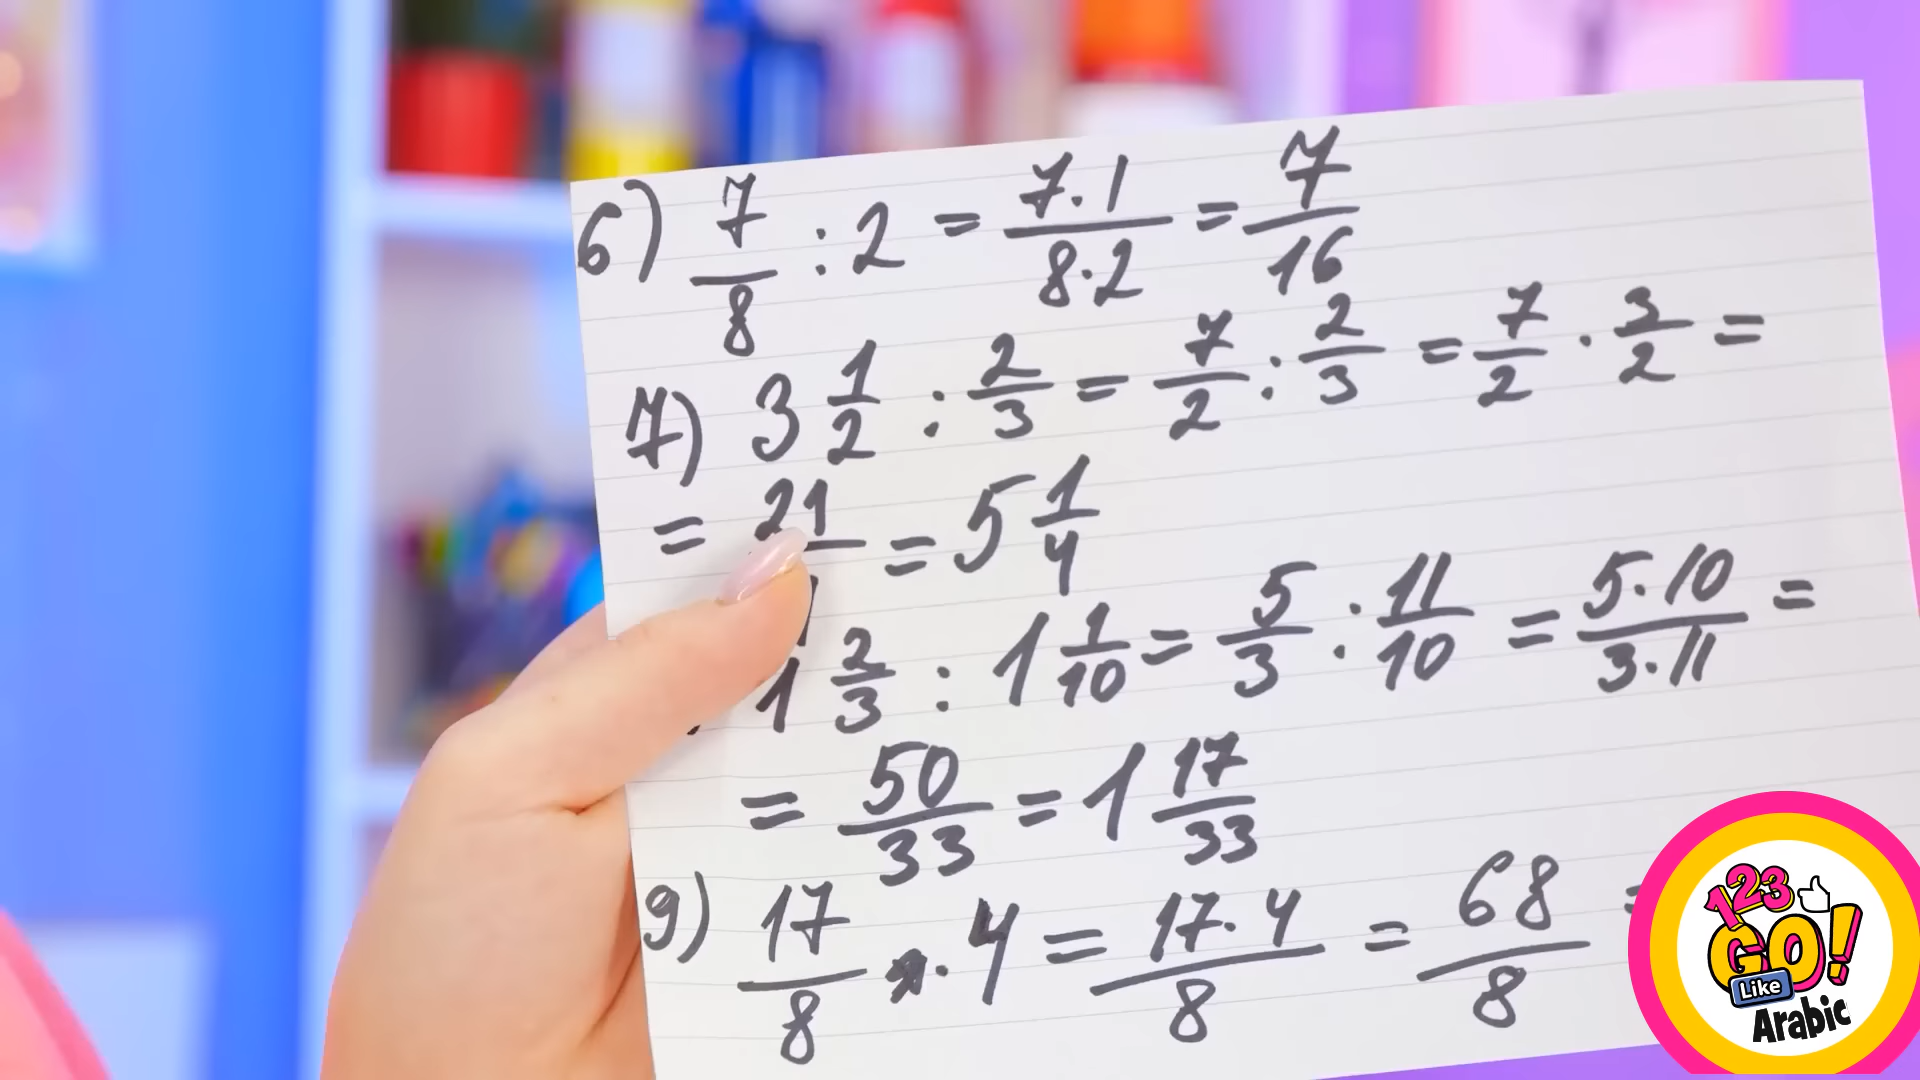 6) 7/8 : 2 = 7·1/8·2 = 7/16
7) 3 1/2 : 2/3 = 7/2 : 2/3 = 7/2 · 3/2 =
= 21/ = 5 1/4
1 2/3 : 1 1/10 = 5/3 : 11/10 = 5·10/3·11 =
= 50/33 = 1 17/33
9) 17/8 · 4 = 17·4/8 = 68/8 =
123
GO!
Like
Arabic